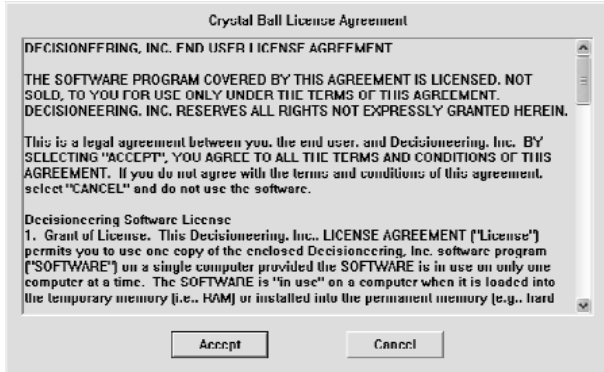 Crystal Ball License Agreement
DECISIONEERING, INC. END USER LICENSE AGREEMENT
THE SOFTWARE PROGRAM COVERED BY THIS AGREEMENT IS LICENSED, NOT
SOLD, TO YOU FOR USE ONLY UNDER THE TERMS OF THIS AGREEMENT.
DECISIONEERING, INC. RESERVES ALL RIGHTS NOT EXPRESSLY GRANTED HEREIN.
This is a legal agreement between you, the end user, and Decisioneering, Inc. BY
SELECTING "ACCEPT", YOU AGREE TO ALL THE TERMS AND CONDITIONS OF THIS
AGREEMENT. If you do not agree with the terms and conditions of this agreement,
select "CANCEL" and do not use the software.
Decisioneering Software License
1. Grant of License. This Decisioneering, Inc., LICENSE AGREEMENT ("License")
permits you to use one copy of the enclosed Decisioneering, Inc. software program
("SOFTWARE") on a single computer provided the SOFTWARE is in use on only one
computer at a time. The SOFTWARE is "in use" on a computer when it is loaded into
the temporary memory (i.e., RAM) or installed into the permanent memory (e.g., hard
Accept Cancel